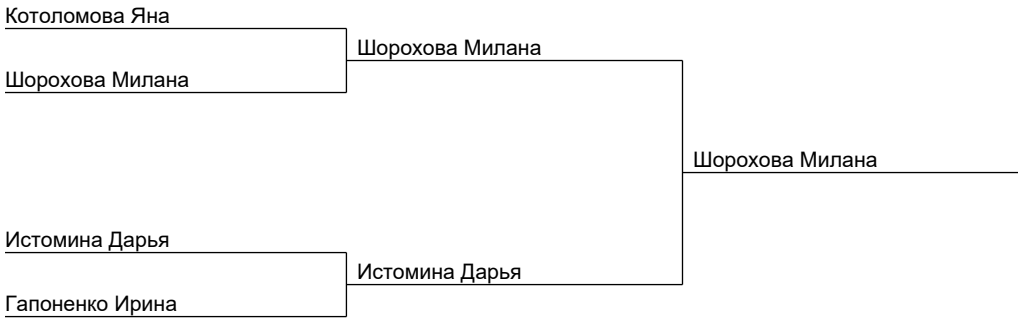 Котоломова Яна
Шорохова Милана
Шорохова Милана
Шорохова Милана
Истомина Дарья
Истомина Дарья
Гапоненко Ирина